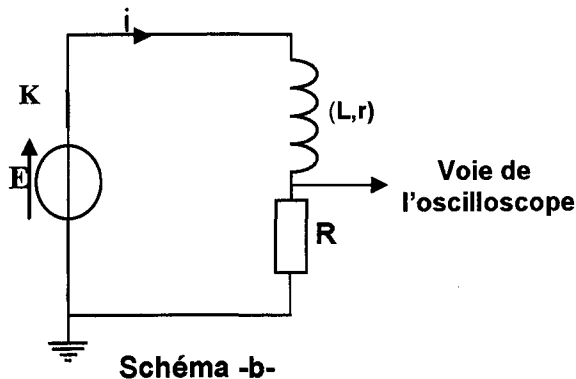 i
K
(L,r)
E
Voie de
l'oscilloscope
R
Schéma -b-